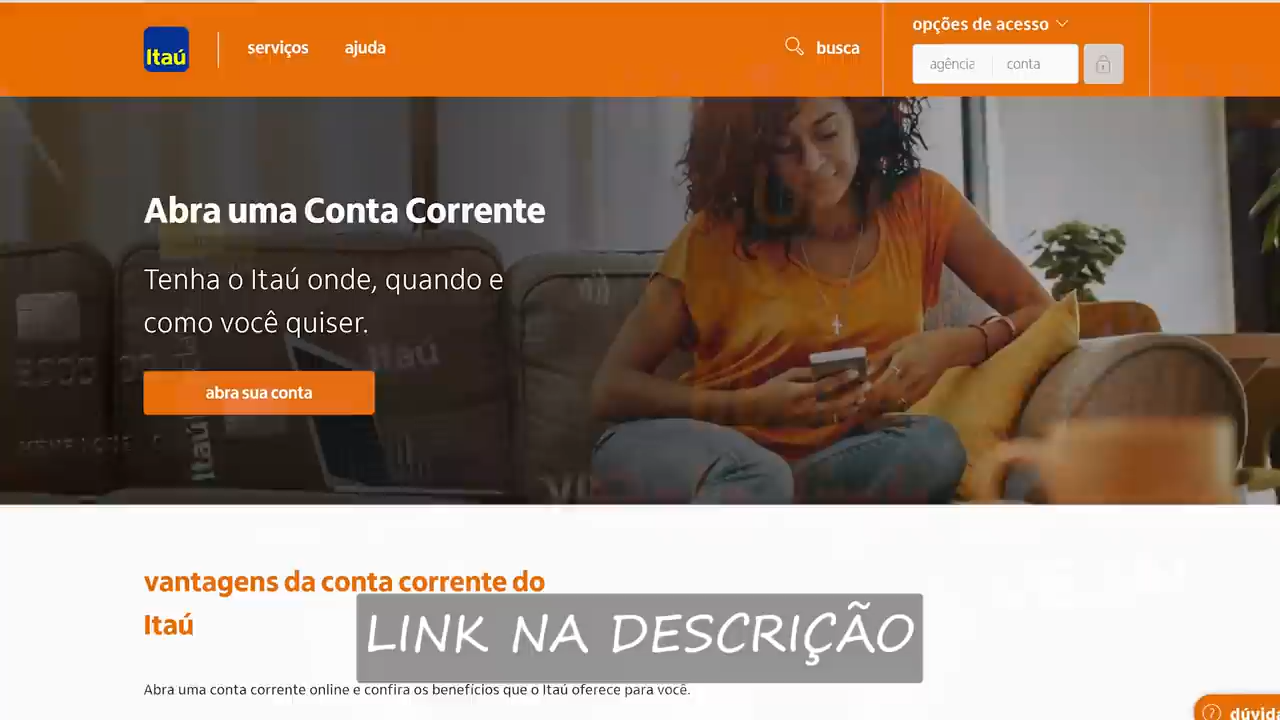 Itaú
serviços
ajuda
busca
opções de acesso
agência
conta
Abra uma Conta Corrente
Tenha o Itaú onde, quando e
como você quiser.
Itaú
abra sua conta
Itaú
vantagens da conta corrente do
Itaú
LINK NA DESCRIÇÃO
Abra uma conta corrente online e confira os benefícios que o Itaú oferece para você.